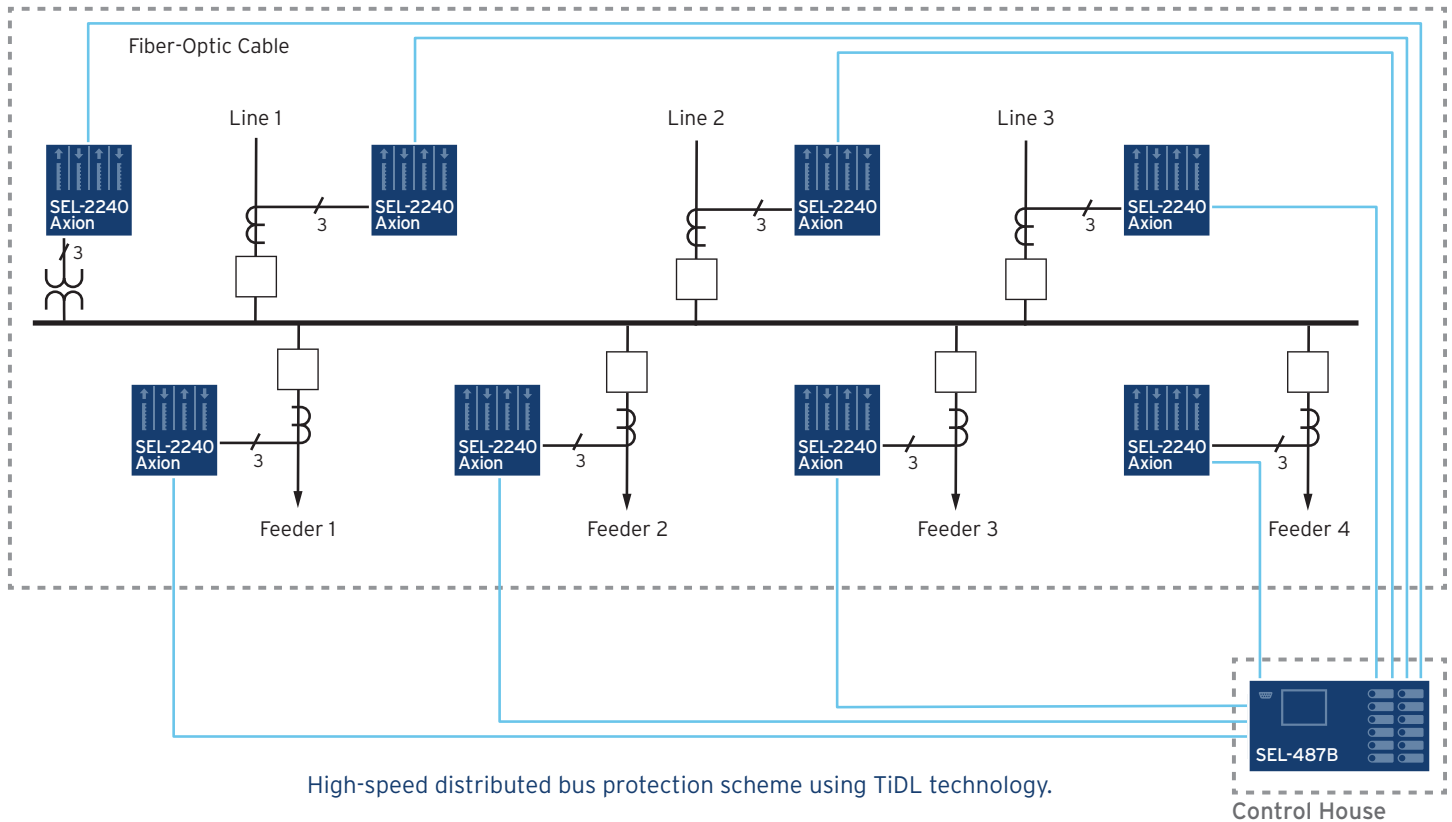 Fiber-Optic Cable
Line 1
Line 2
Line 3
SEL-2240
Axion
3
3
SEL-2240
Axion
3
SEL-2240
Axion
3
SEL-2240
Axion
SEL-2240
Axion
3
SEL-2240
Axion
3
SEL-2240
Axion
3
SEL-2240
Axion
3
Feeder 1
Feeder 2
Feeder 3
Feeder 4
SEL-487B
High-speed distributed bus protection scheme using TiDL technology.
Control House